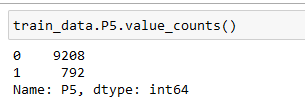 train_data.P5.value_counts()
0    9208
1     792
Name: P5, dtype: int64